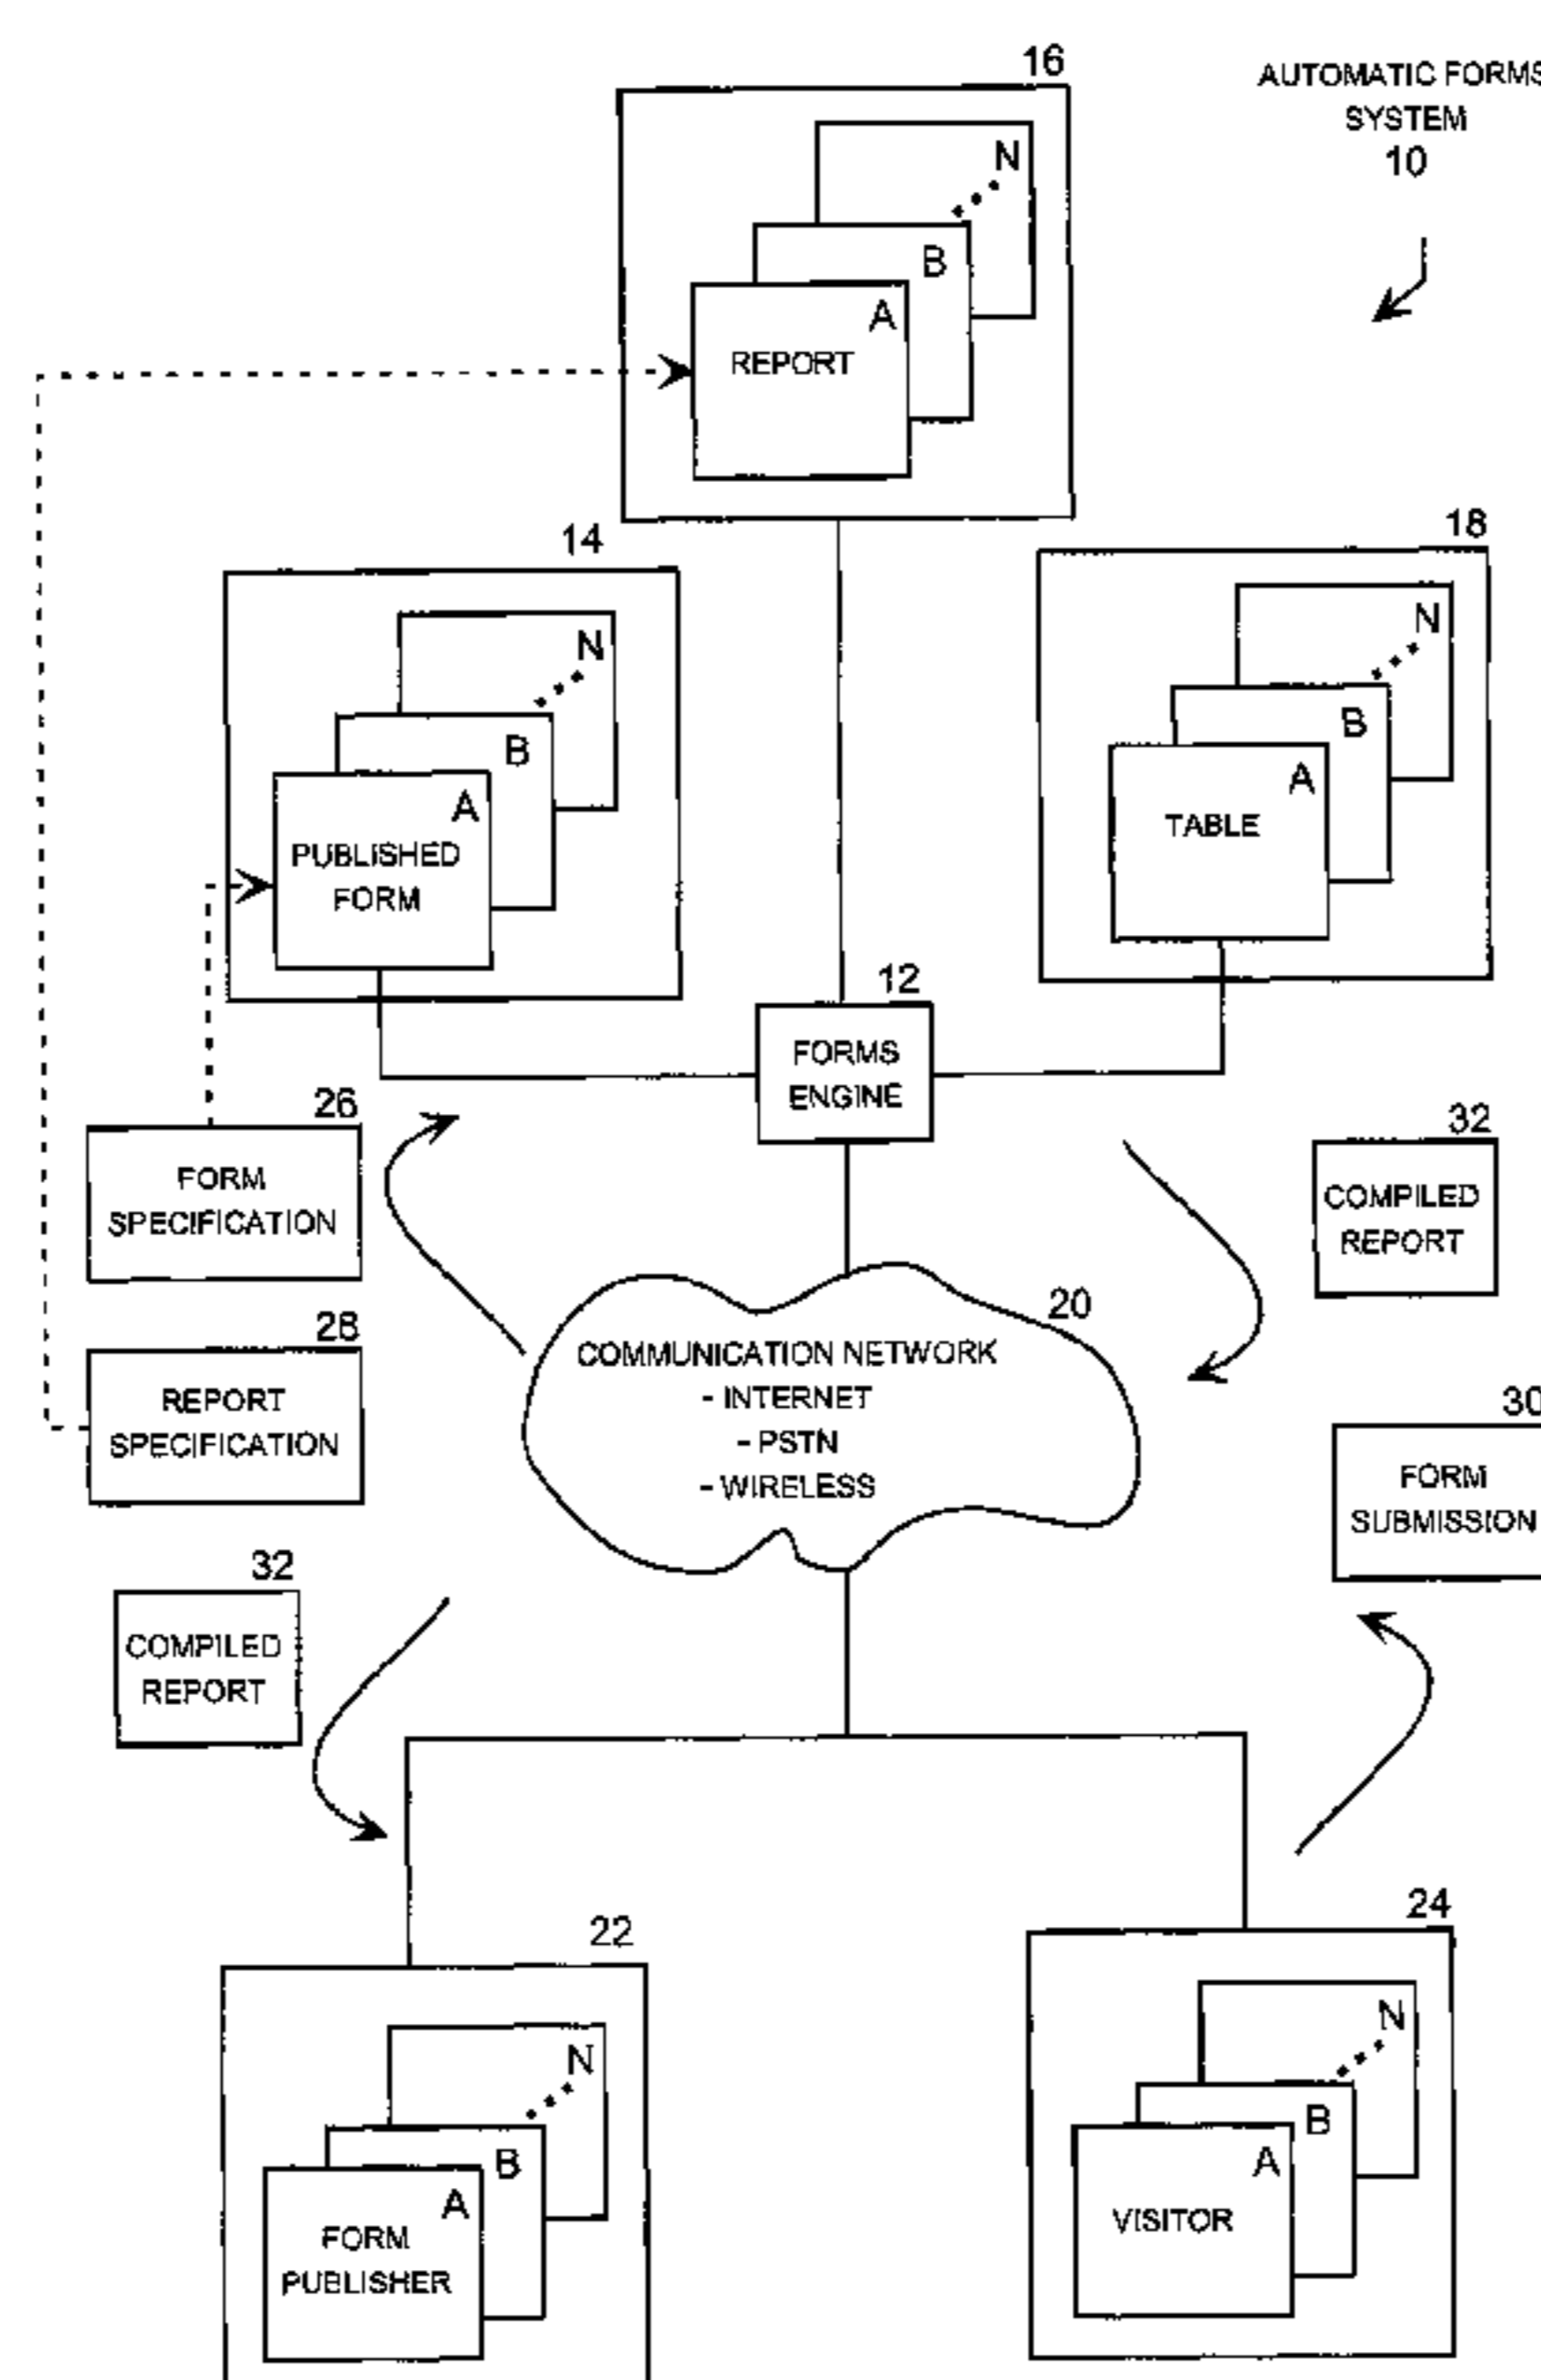 16
AUTOMATIC FORMS
SYSTEM
10
N
B
A
REPORT
14
N
B
A
PUBLISHED
FORM
18
N
B
A
TABLE
12
FORMS
ENGINE
26
FORM
SPECIFICATION
32
COMPILED
REPORT
28
REPORT
SPECIFICATION
20
COMMUNICATION NETWORK
- INTERNET
- PSTN
- WIRELESS
30
FORM
SUBMISSION
32
COMPILED
REPORT
22
N
B
A
FORM
PUBLISHER
24
N
B
A
VISITOR